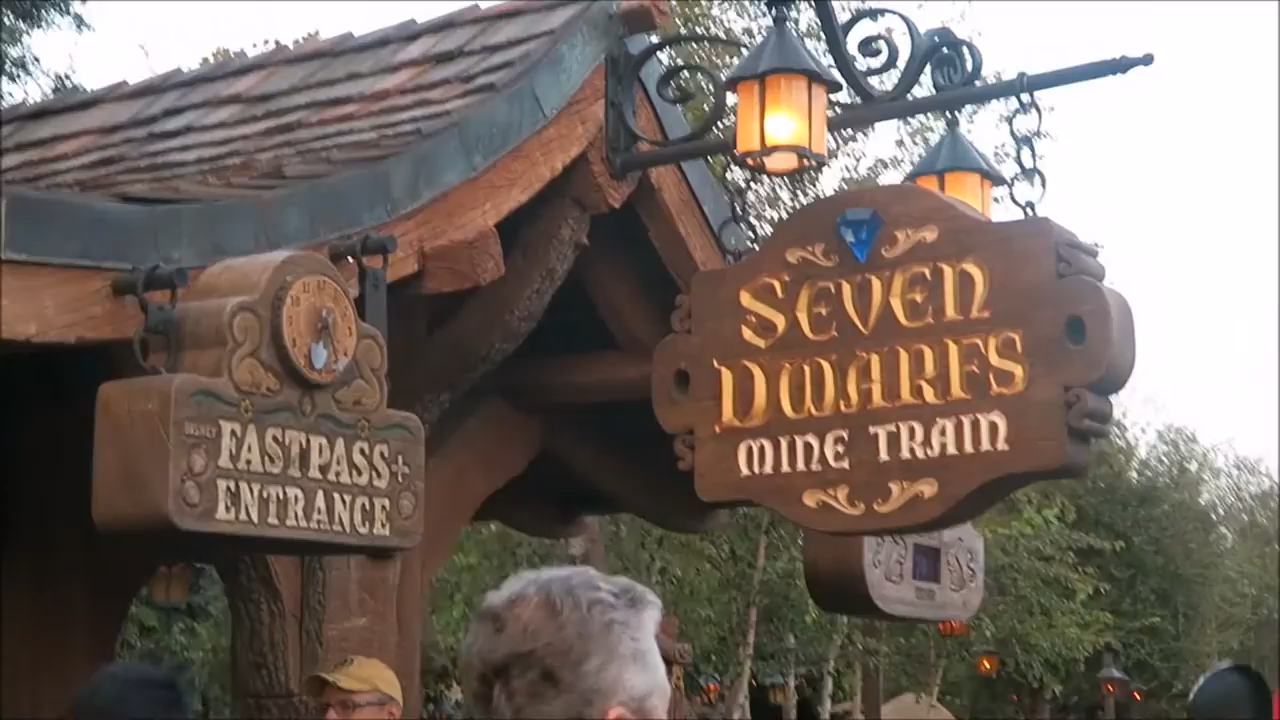 DISNEY
FASTPASS+
ENTRANCE
SEVEN
DWARFS
MINE TRAIN